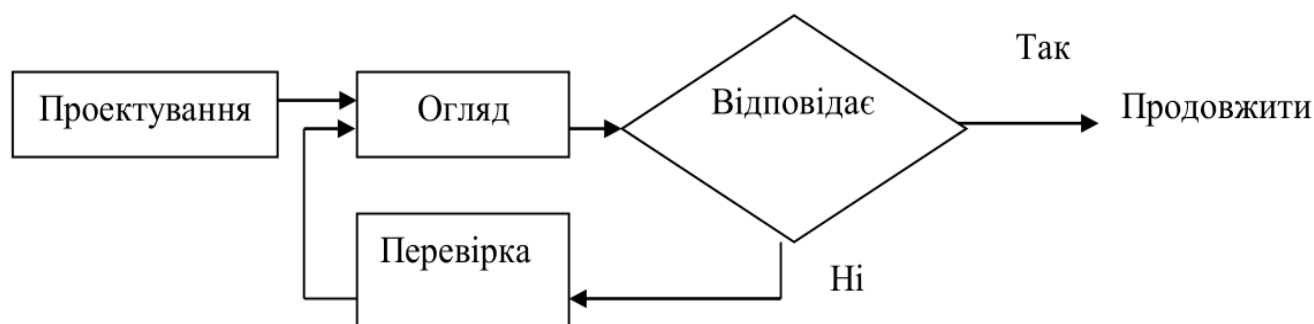 Проектування
Огляд
Відповідає
Так
Продовжити
Перевірка
Ні